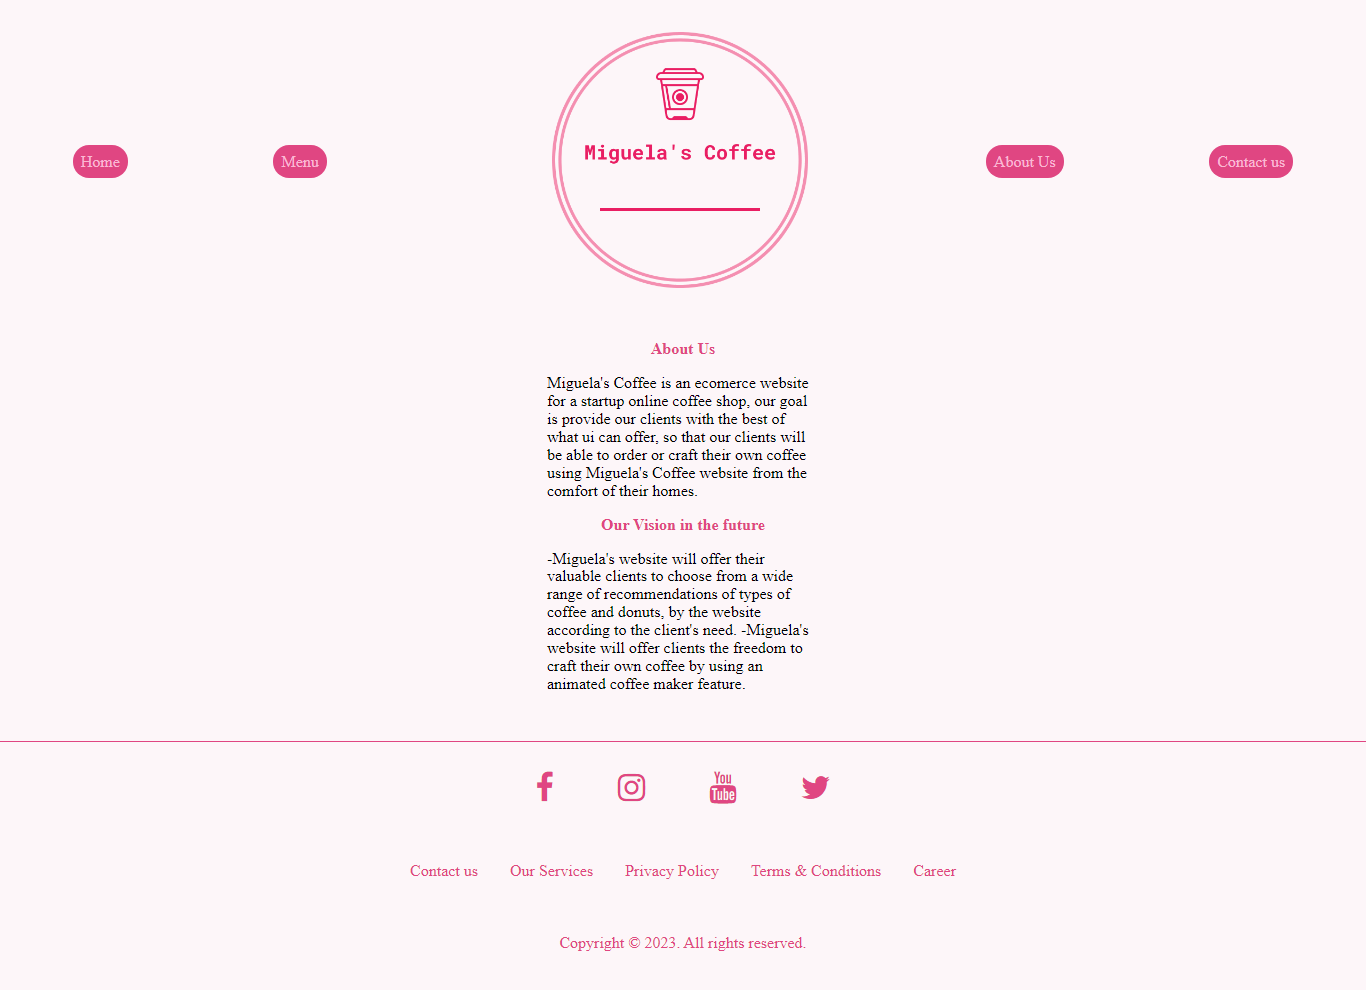 Home
Menu
Miguela's Coffee
About Us
Contact us
About Us
Miguela's Coffee is an ecomerce website
for a startup online coffee shop, our goal
is provide our clients with the best of
what ui can offer, so that our clients will
be able to order or craft their own coffee
using Miguela's Coffee website from the
comfort of their homes.
Our Vision in the future
-Miguela's website will offer their
valuable clients to choose from a wide
range of recommendations of types of
coffee and donuts, by the website
according to the client's need. -Miguela's
website will offer clients the freedom to
craft their own coffee by using an
animated coffee maker feature.
You
Tube
Contact us
Our Services
Privacy Policy
Terms & Conditions
Career
Copyright © 2023. All rights reserved.